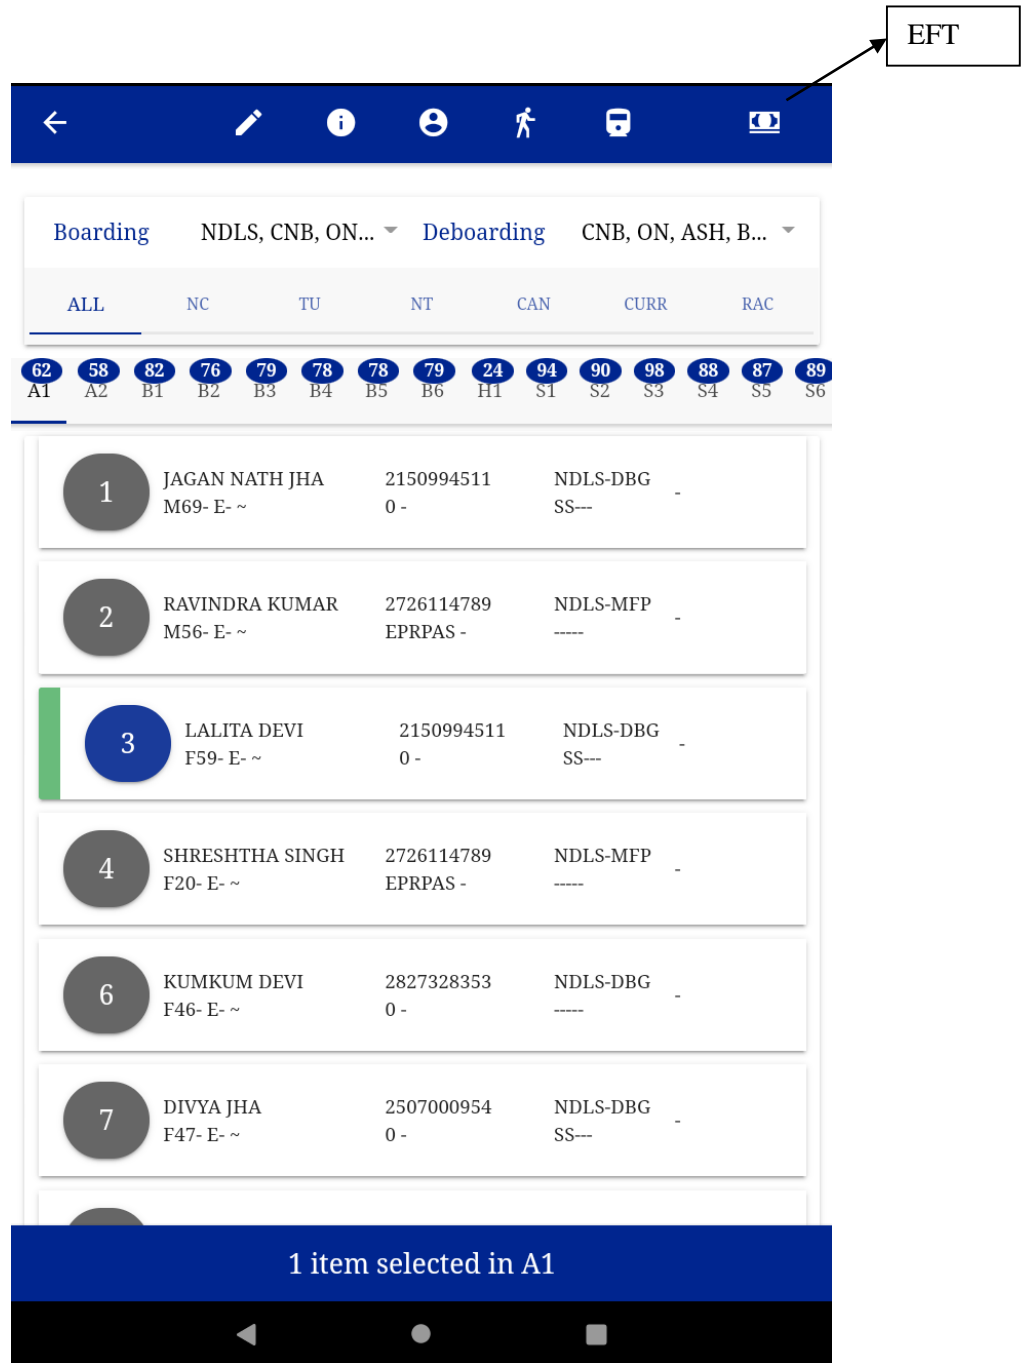 EFT
Boarding NDLS, CNB, ON... Deboarding CNB, ON, ASH, B...
ALL NC TU NT CAN CURR RAC
62 58 82 76 79 78 78 79 24 94 90 98 88 87 89
A1 A2 B1 B2 B3 B4 B5 B6 H1 S1 S2 S3 S4 S5 S6
1 JAGAN NATH JHA 2150994511 NDLS-DBG -
M69- E- ~ 0 - SS---
2 RAVINDRA KUMAR 2726114789 NDLS-MFP -
M56- E- ~ EPRPAS - -----
3 LALITA DEVI 2150994511 NDLS-DBG -
F59- E- ~ 0 - SS---
4 SHRESHTHA SINGH 2726114789 NDLS-MFP -
F20- E- ~ EPRPAS - -----
6 KUMKUM DEVI 2827328353 NDLS-DBG -
F46- E- ~ 0 - -----
7 DIVYA JHA 2507000954 NDLS-DBG -
F47- E- ~ 0 - SS---
1 item selected in A1